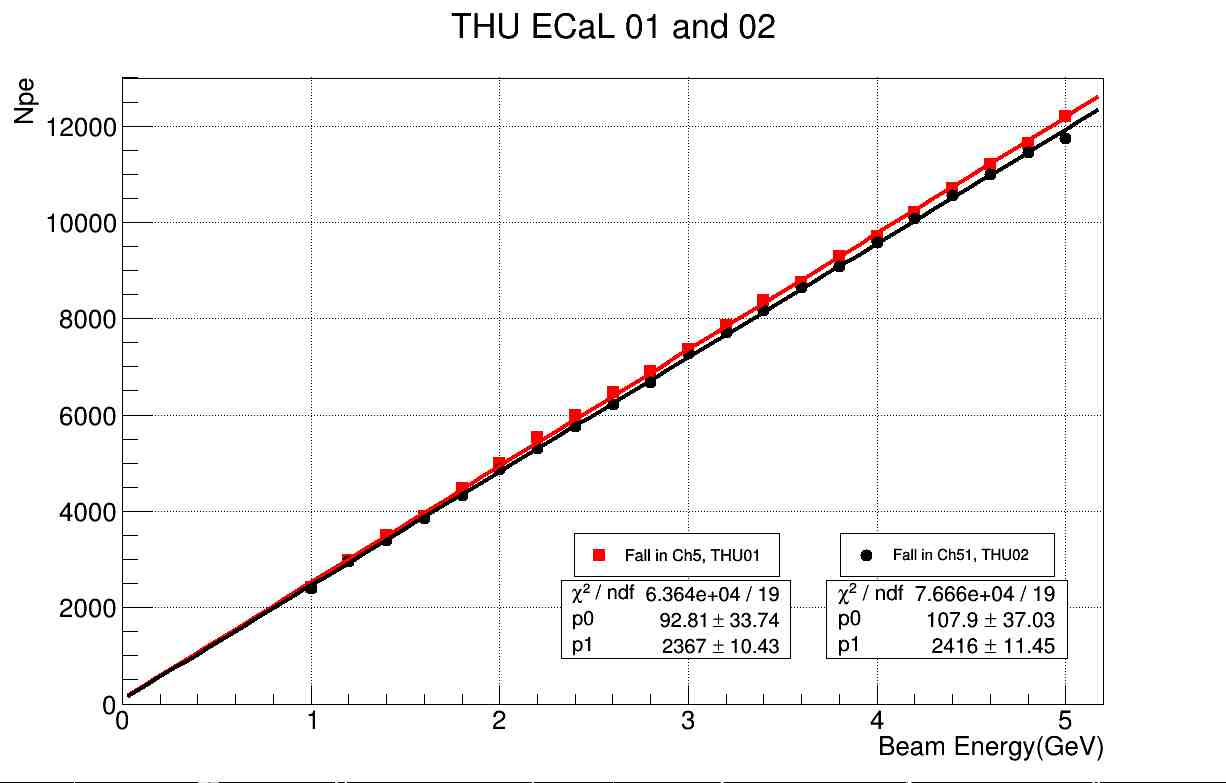 THU ECaL 01 and 02
Npe
12000
10000
8000
6000
4000
2000
0
0 1 2 3 4 5
Beam Energy(GeV)
Fall in Ch5, THU01
χ² / ndf 6.364e+04 / 19
p0 92.81 ± 33.74
p1 2367 ± 10.43
Fall in Ch51, THU02
χ² / ndf 7.666e+04 / 19
p0 107.9 ± 37.03
p1 2416 ± 11.45